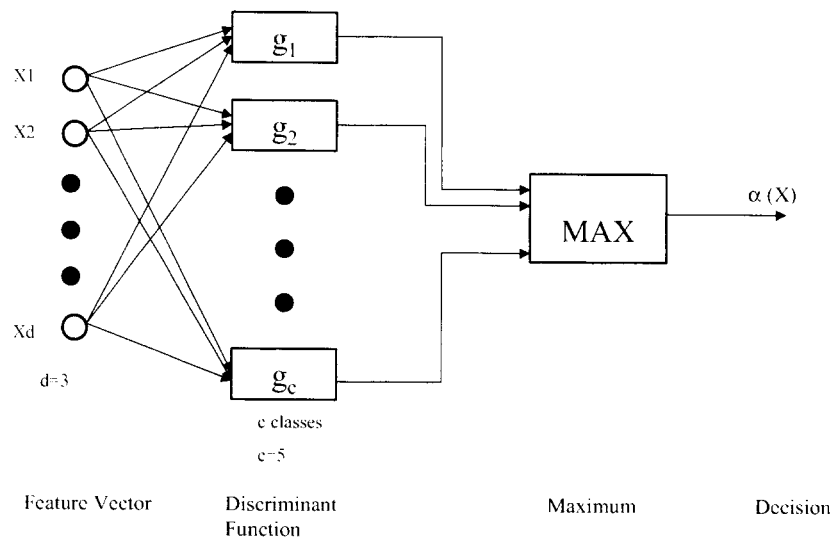 g1
X1
X2
g2
α (X)
MAX
Xd
gc
d=3
c classes
c=5
Feature Vector
Discriminant
Function
Maximum
Decision